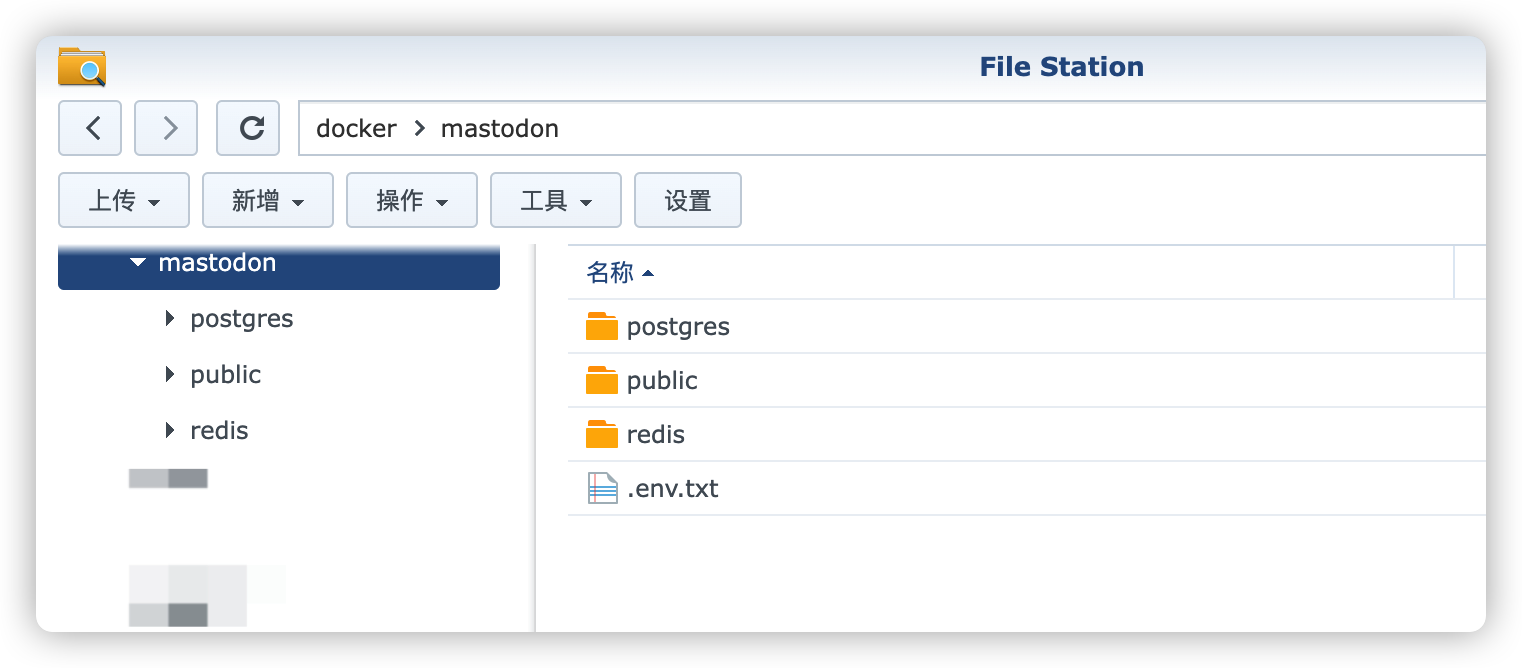 File Station
docker > mastodon
上传 新增 操作 工具 设置
mastodon
postgres
public
redis
名称
postgres
public
redis
.env.txt